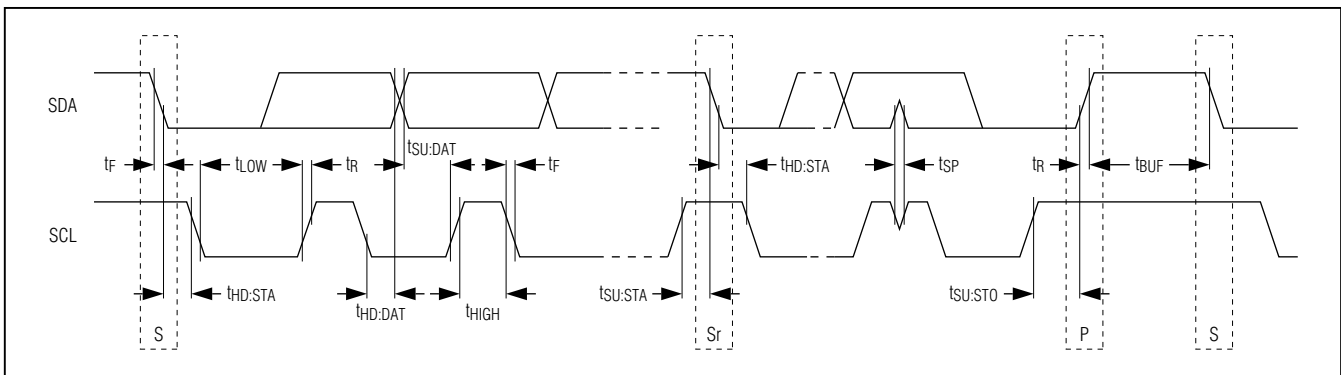 SDA
tSU:DAT
tF
tLOW
tR
tF
tHD:STA
tSP
tR
tBUF
SCL
tHD:STA
tHD:DAT
tHIGH
tSU:STA
tSU:STO
S
Sr
P
S